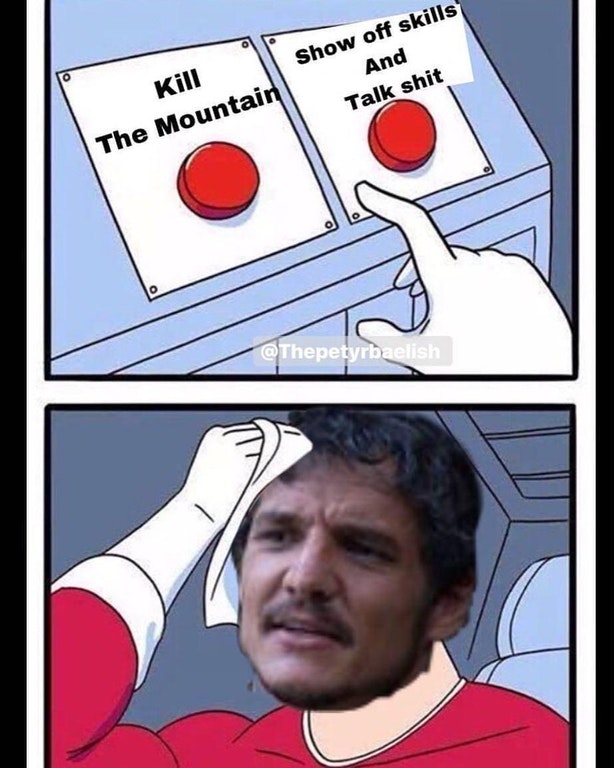 Kill
The Mountain
Show off skills
And
Talk shit
@Thepetyrbaelish